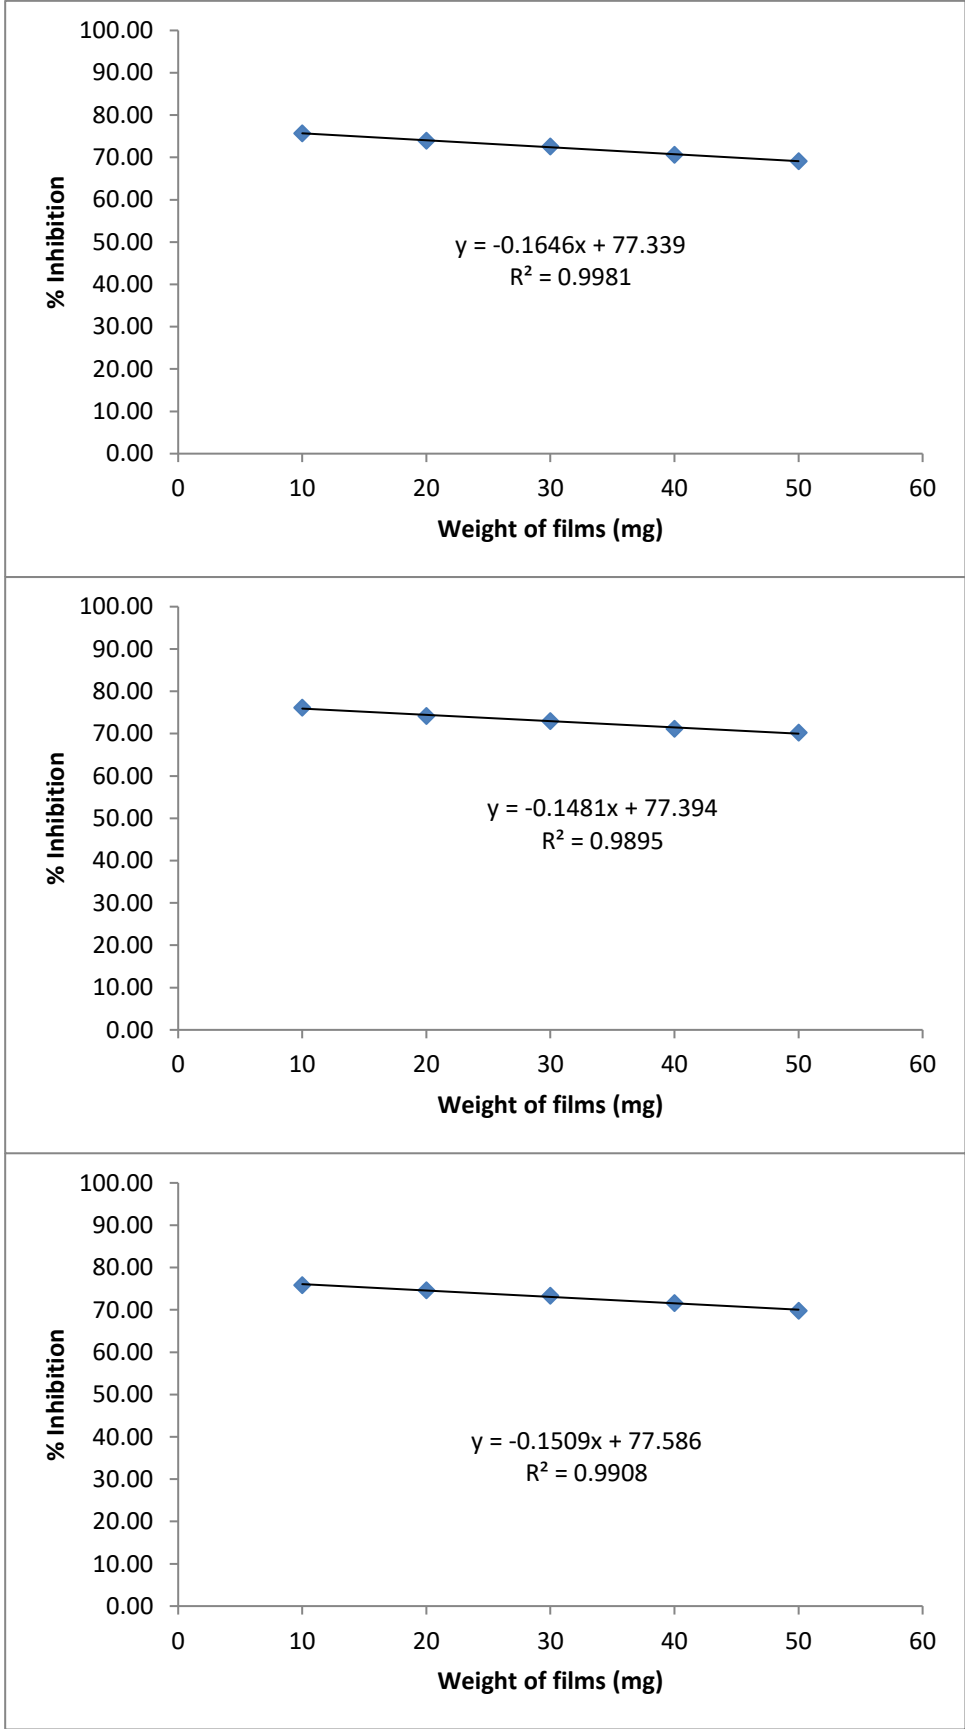 100.00
90.00
80.00
70.00
60.00
50.00
40.00
30.00
20.00
10.00
0.00
% Inhibition
y = -0.1646x + 77.339
R² = 0.9981
0 10 20 30 40 50 60
Weight of films (mg)
100.00
90.00
80.00
70.00
60.00
50.00
40.00
30.00
20.00
10.00
0.00
% Inhibition
y = -0.1481x + 77.394
R² = 0.9895
0 10 20 30 40 50 60
Weight of films (mg)
100.00
90.00
80.00
70.00
60.00
50.00
40.00
30.00
20.00
10.00
0.00
% Inhibition
y = -0.1509x + 77.586
R² = 0.9908
0 10 20 30 40 50 60
Weight of films (mg)